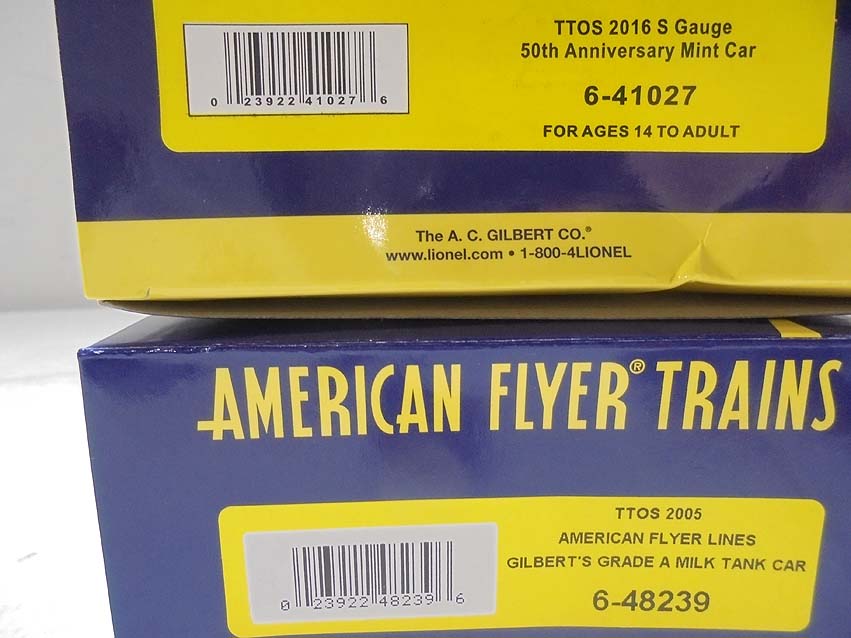 TTOS 2016 S Gauge
50th Anniversary Mint Car
6-41027
FOR AGES 14 TO ADULT
0 23922 41027 6
The A. C. GILBERT CO.®
www.lionel.com • 1-800-4LIONEL
AMERICAN FLYER® TRAINS
TTOS 2005
AMERICAN FLYER LINES
GILBERT'S GRADE A MILK TANK CAR
6-48239
0 23922 48239 6